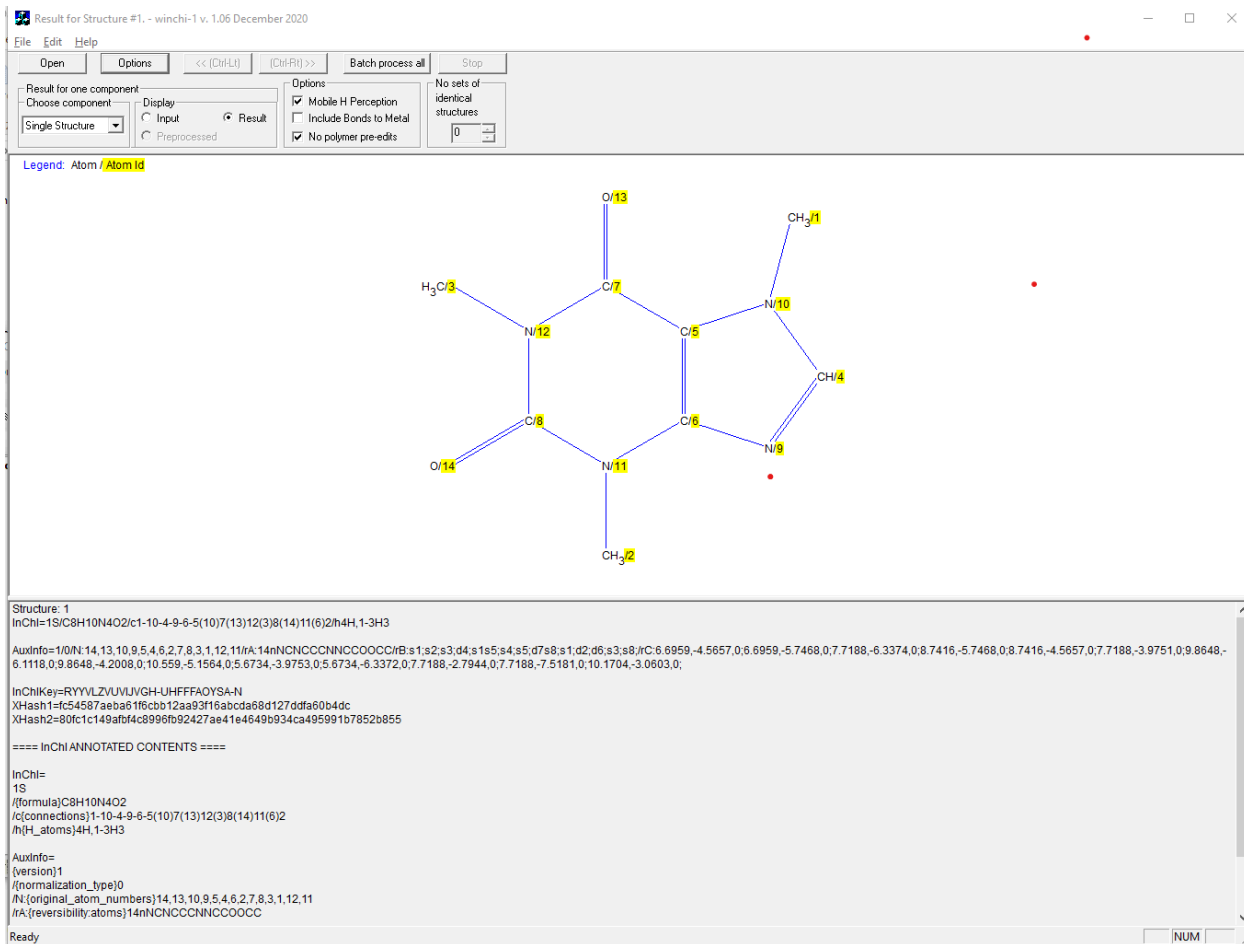 Result for Structure #1. - winchi-1 v. 1.06 December 2020
File Edit Help
Open Options << (Ctrl-Lt) (Ctrl-Rt) >> Batch process all Stop
Result for one component
Choose component
Single Structure
Display
Input Result
Preprocessed
Options
Mobile H Perception
Include Bonds to Metal
No polymer pre-edits
No sets of
identical
structures
0
Legend: Atom / Atom Id
O/13
CH3/1
H3C/3
C/7
N/10
N/12
C/5
CH/4
C/8
C/6
N/9
O/14
N/11
CH3/2
Structure: 1
InChI=1S/C8H10N4O2/c1-10-4-9-6-5(10)7(13)12(3)8(14)11(6)2/h4H,1-3H3
AuxInfo=1/0/N:14,13,10,9,5,4,6,2,7,8,3,1,12,11/rA:14nNCNCCCNNCCOOCC/rB:s1;s2;s3;d4;s1s5;s4;s5;d7s8;s1;d2;d6;s3;s8;/rC:6.6959,-4.5657,0;6.6959,-5.7468,0;7.7188,-6.3374,0;8.7416,-5.7468,0;8.7416,-4.5657,0;7.7188,-3.9751,0;9.8648,-
6.1118,0;9.8648,-4.2008,0;10.559,-5.1564,0;5.6734,-3.9753,0;5.6734,-6.3372,0;7.7188,-2.7944,0;7.7188,-7.5181,0;10.1704,-3.0603,0;
InChIKey=RYYVLZVUVIJVGH-UHFFFAOYSA-N
XHash1=fc54587aeba61f6cbb12aa93f16abcda68d127ddfa60b4dc
XHash2=80fc1c149afbf4c8996fb92427ae41e4649b934ca495991b7852b855
==== InChI ANNOTATED CONTENTS ====
InChI=
1S
/{formula}C8H10N4O2
/c{connections}1-10-4-9-6-5(10)7(13)12(3)8(14)11(6)2
/h{H_atoms}4H,1-3H3
AuxInfo=
{version}1
/{normalization_type}0
/N:{original_atom_numbers}14,13,10,9,5,4,6,2,7,8,3,1,12,11
/rA:{reversibility:atoms}14nNCNCCCNNCCOOCC
Ready NUM